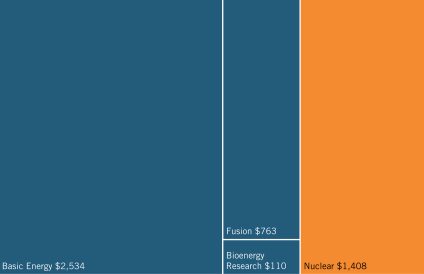 Fusion $763
Bioenergy
Research $110
Basic Energy $2,534
Nuclear $1,408